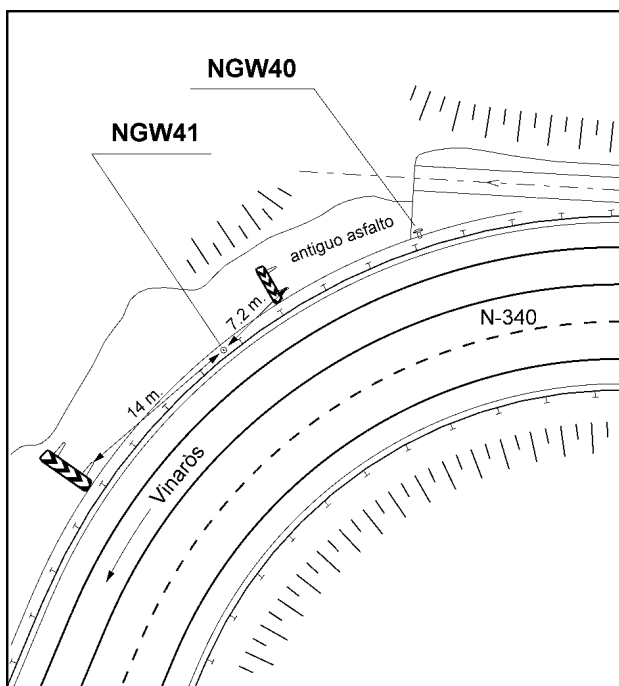 NGW40
NGW41
antiguo asfalto
7.2 m.
N-340
14 m.
Vinaròs